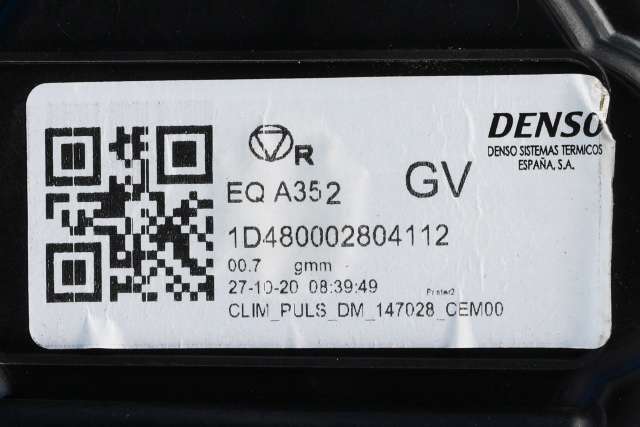 R
DENSO
DENSO SISTEMAS TERMICOS
ESPAÑA, S.A.
EQ A352
GV
1D480002804112
00.7 gmm -
27-10-20 08:39:49 Printer2
CLIM_PULS_DM_147028_CEM00